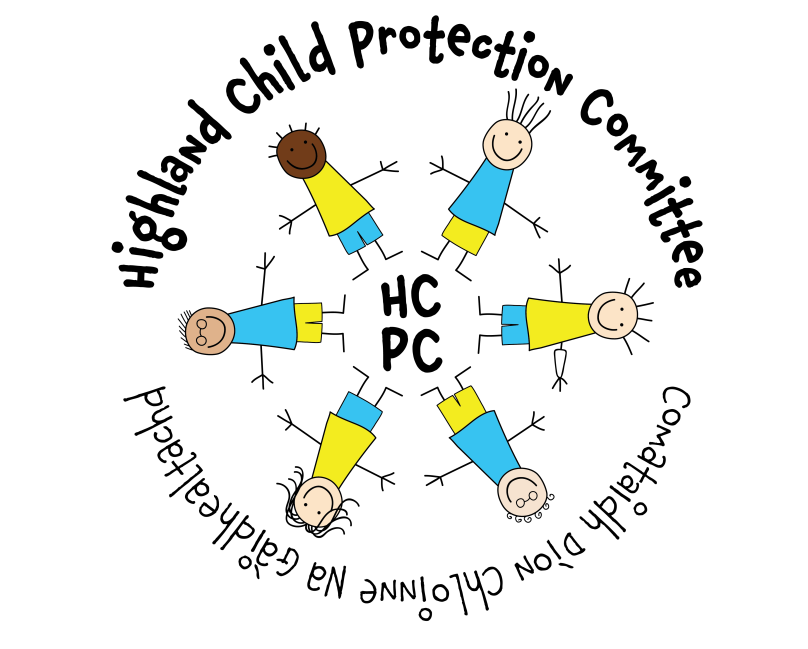 Highland Child Protection Committee
HC
PC
Comataidh Dìon Chloinne Na Gàidhealtachd